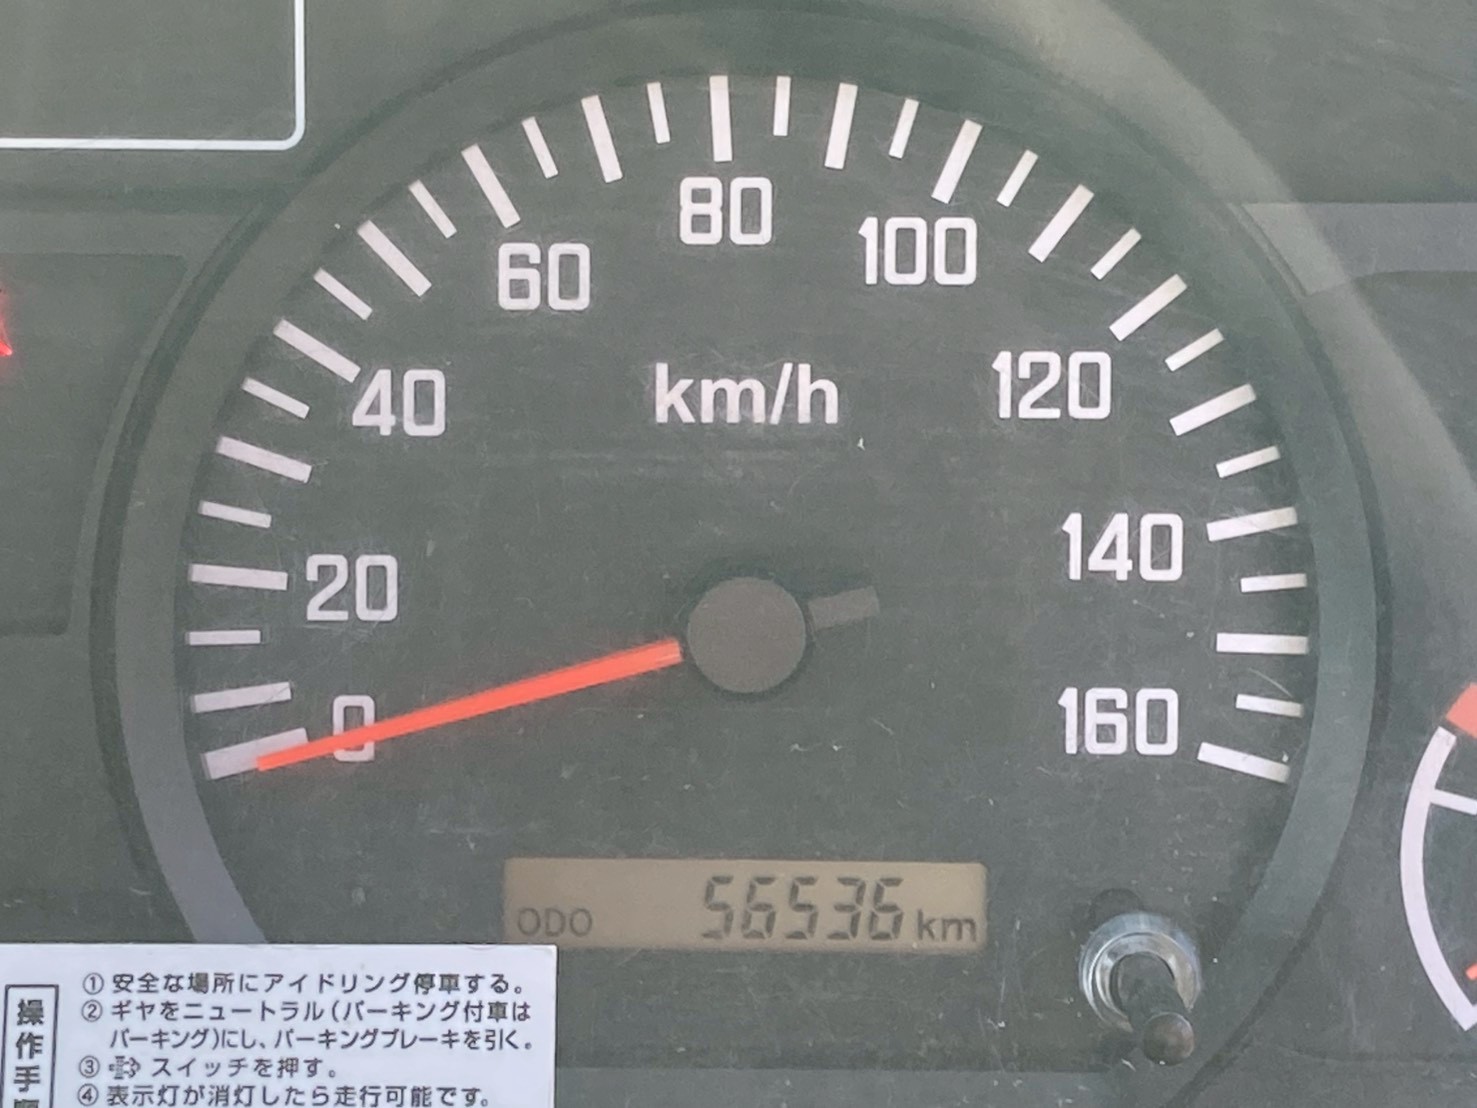 80
100
60
km/h
120
40
140
20
160
0
ODO 56536 km
操作手
① 安全な場所にアイドリング停車する。
② ギヤをニュートラル(パーキング付車は
パーキング)にし、パーキングブレーキを引く。
③ スイッチを押す。
④ 表示灯が消灯したら走行可能です。